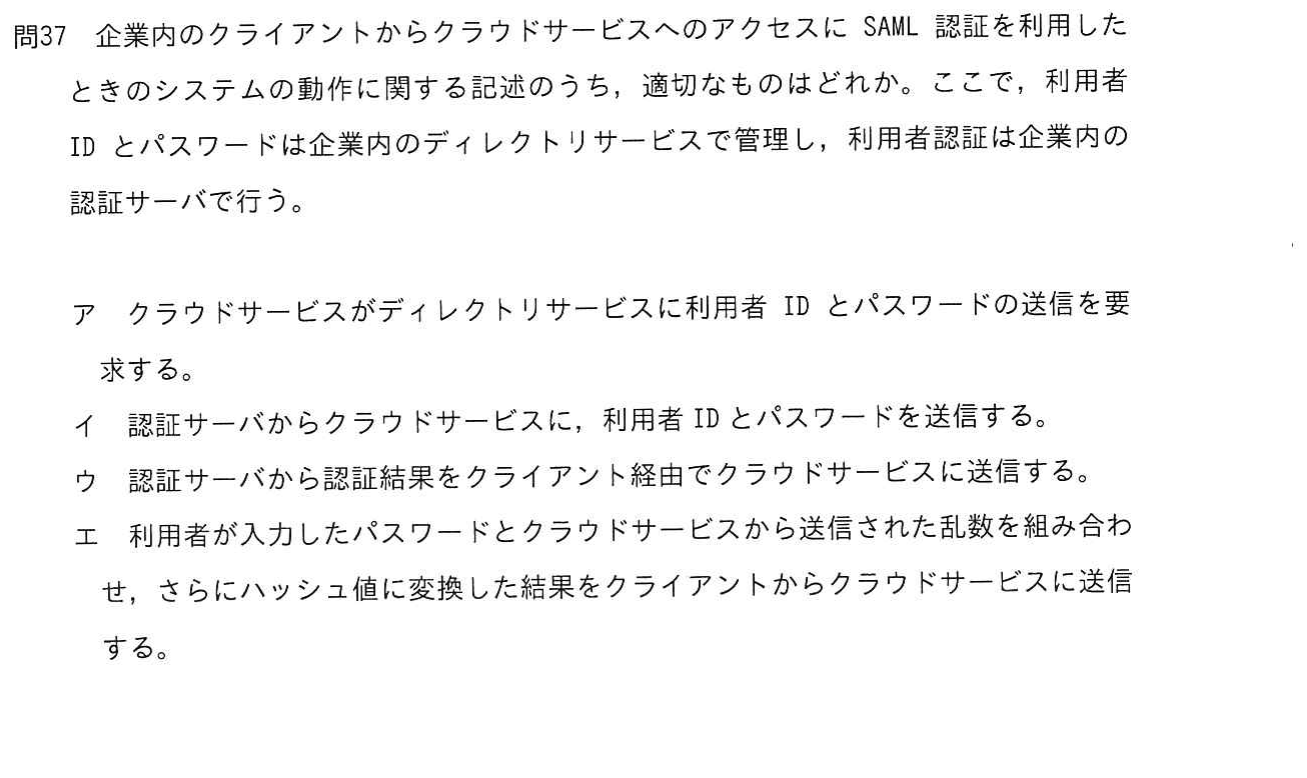 問37 企業内のクライアントからクラウドサービスへのアクセスに SAML 認証を利用した
ときのシステムの動作に関する記述のうち，適切なものはどれか。ここで，利用者
ID とパスワードは企業内のディレクトリサービスで管理し，利用者認証は企業内の
認証サーバで行う。
ア クラウドサービスがディレクトリサービスに利用者 ID とパスワードの送信を要
求する。
イ 認証サーバからクラウドサービスに，利用者 ID とパスワードを送信する。
ウ 認証サーバから認証結果をクライアント経由でクラウドサービスに送信する。
エ 利用者が入力したパスワードとクラウドサービスから送信された乱数を組み合わ
せ，さらにハッシュ値に変換した結果をクライアントからクラウドサービスに送信
する。